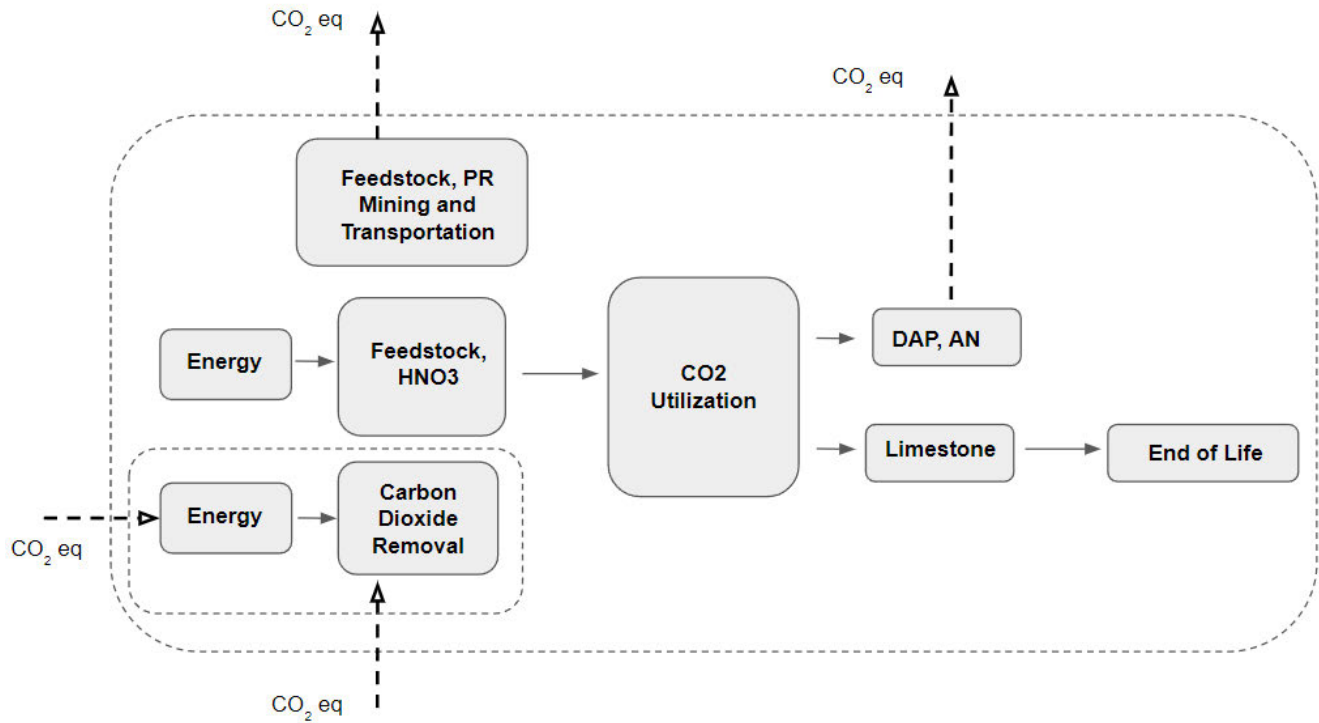 CO2 eq
CO2 eq
Feedstock, PR
Mining and
Transportation
Energy
Feedstock,
HNO3
CO2
Utilization
DAP, AN
Limestone
End of Life
Energy
Carbon
Dioxide
Removal
CO2 eq
CO2 eq